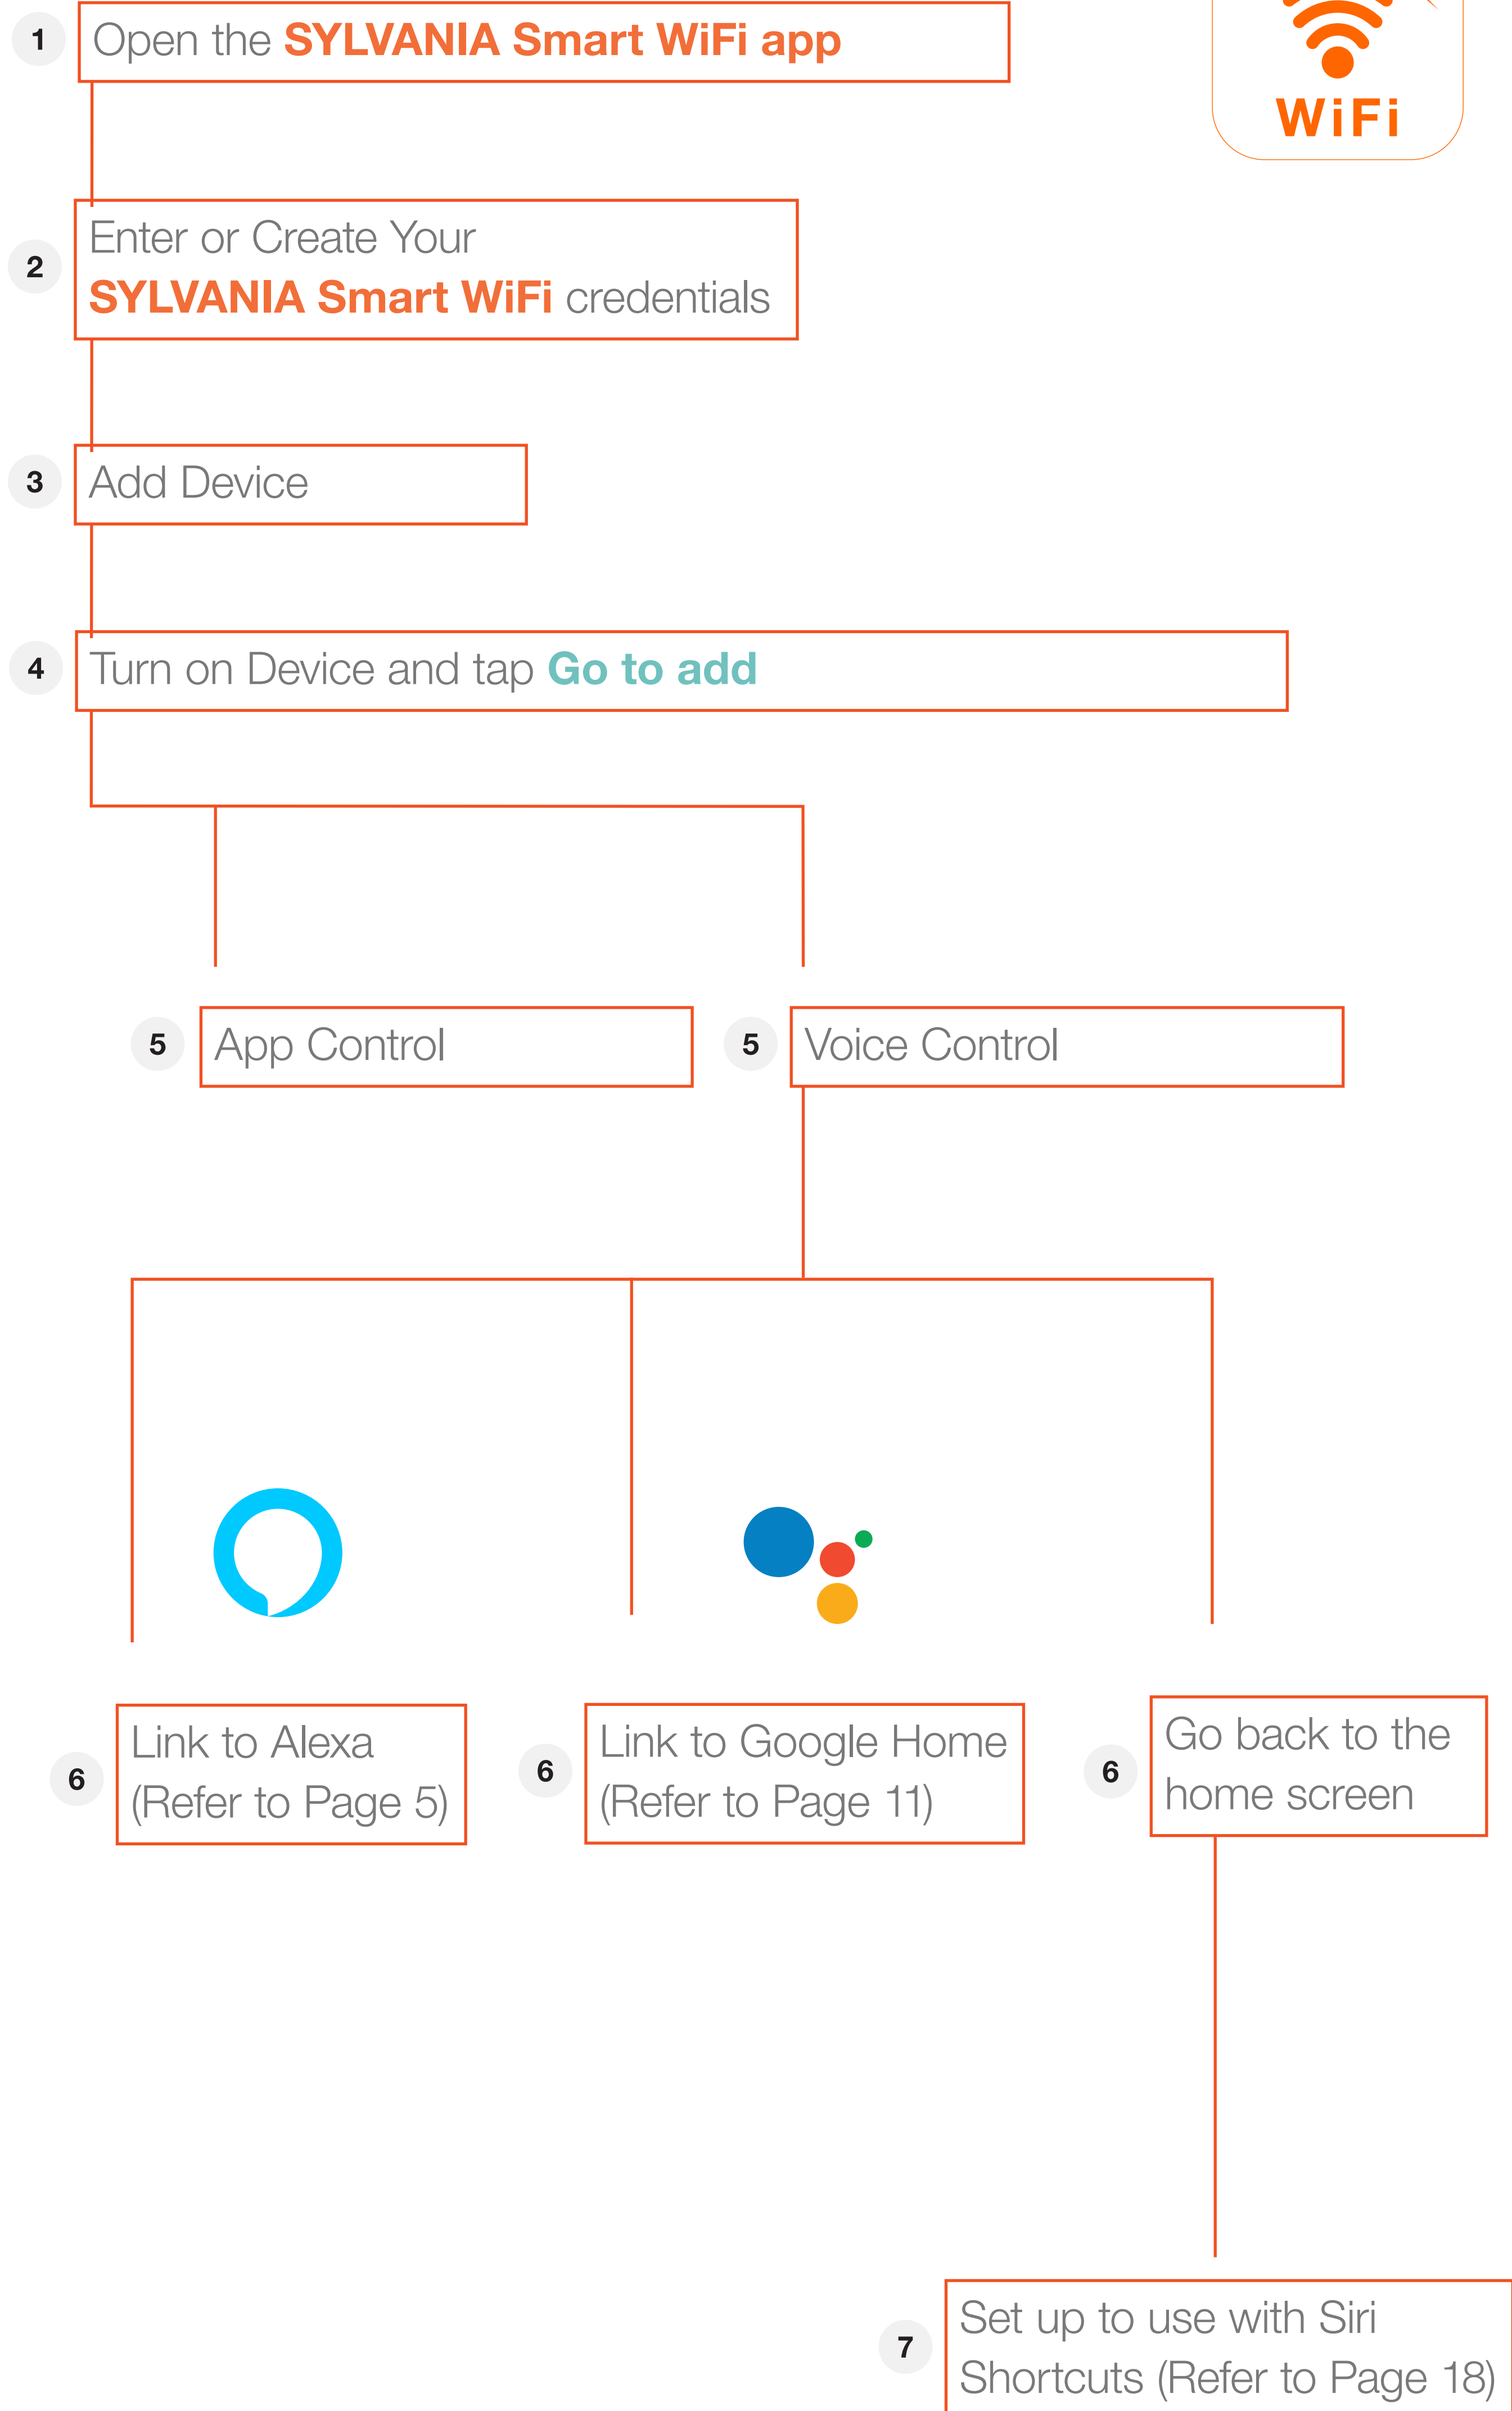 1
Open the SYLVANIA Smart WiFi app
WiFi
2
Enter or Create Your
SYLVANIA Smart WiFi credentials
3
Add Device
4
Turn on Device and tap Go to add
5
App Control
5
Voice Control
6
Link to Alexa
(Refer to Page 5)
6
Link to Google Home
(Refer to Page 11)
6
Go back to the
home screen
7
Set up to use with Siri
Shortcuts (Refer to Page 18)